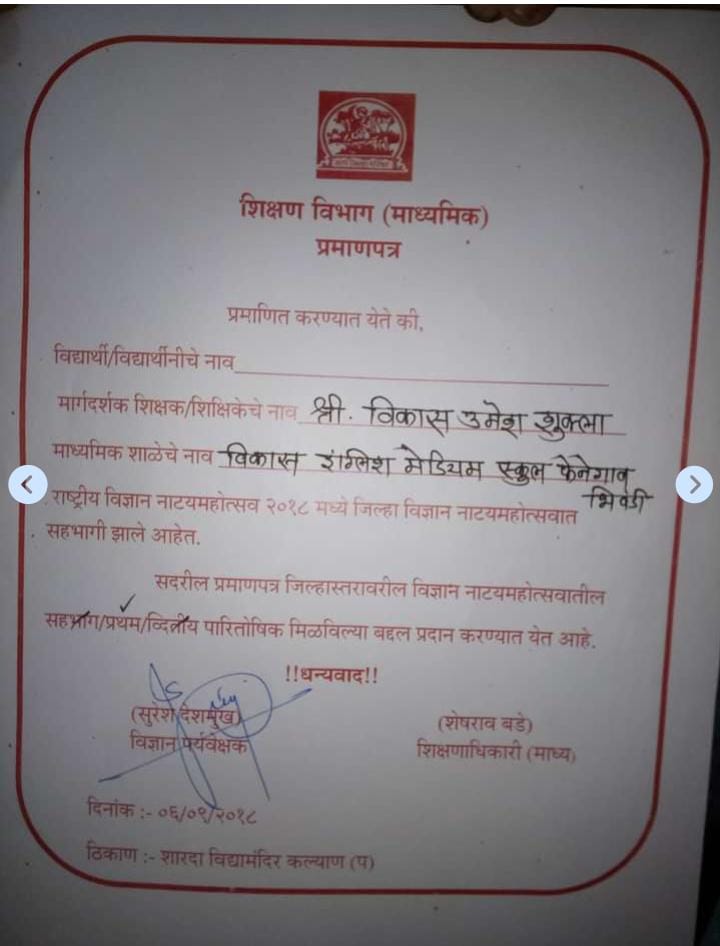 शिक्षण विभाग (माध्यमिक)
प्रमाणपत्र
प्रमाणित करण्यात येते की,
विद्यार्थी/विद्यार्थीनीचे नाव
मार्गदर्शक शिक्षक/शिक्षिकेचे नाव श्री. विकास उमेश शुक्ला
माध्यमिक शाळेचे नाव विकास इंग्लिश मेडियम स्कुल फेनेगाव
भिवंडी
राष्ट्रीय विज्ञान नाटयमहोत्सव २०१८ मध्ये जिल्हा विज्ञान नाटयमहोत्सवात
सहभागी झाले आहेत.
सदरील प्रमाणपत्र जिल्हास्तरावरील विज्ञान नाटयमहोत्सवातील
सहभाग/प्रथम/व्दितीय पारितोषिक मिळविल्या बद्दल प्रदान करण्यात येत आहे.
!!धन्यवाद!!
(सुरेश देशमुख)
विज्ञान पर्यवेक्षक
(शेषराव बडे)
शिक्षणाधिकारी (माध्य)
दिनांक :- ०६/०९/२०१८
ठिकाण :- शारदा विद्यामंदिर कल्याण (प)